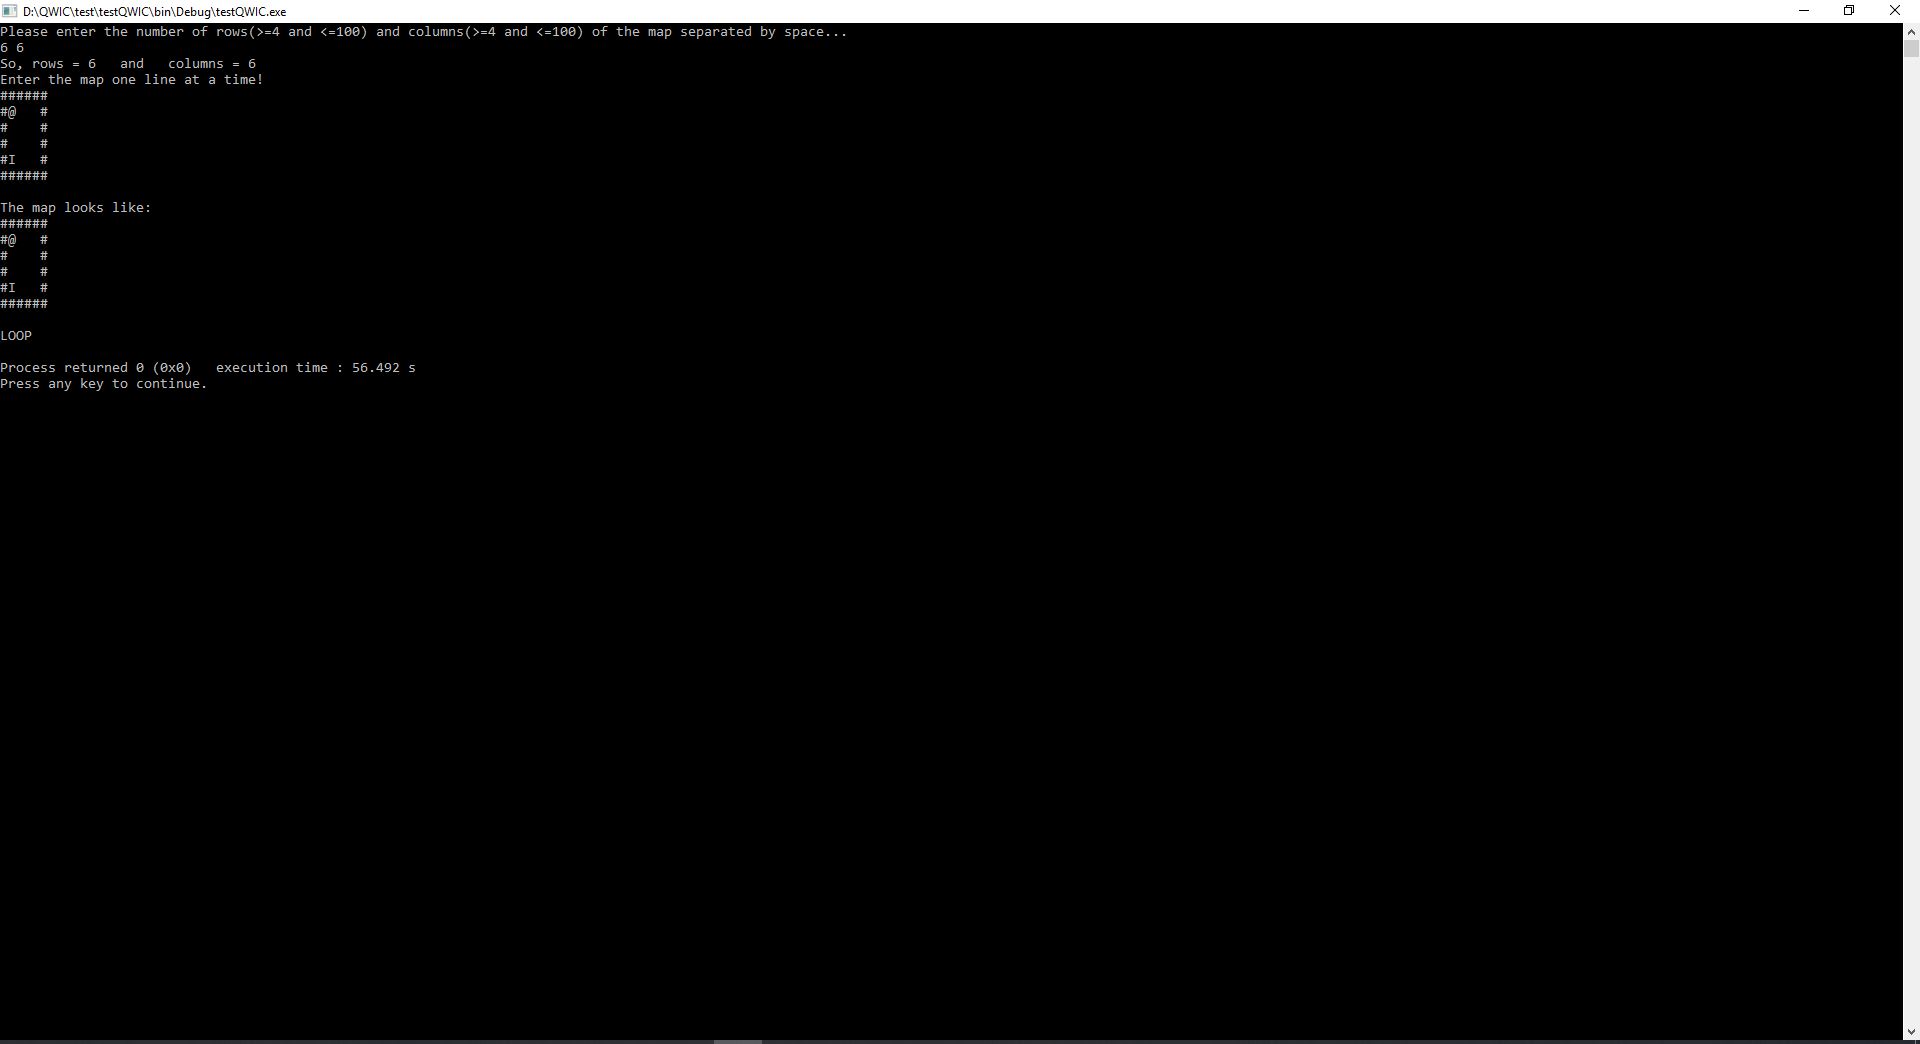 D:\QWIC\test\testQWIC\bin\Debug\testQWIC.exe
Please enter the number of rows(>=4 and <=100) and columns(>=4 and <=100) of the map separated by space...
6 6
So, rows = 6   and   columns = 6
Enter the map one line at a time!
######
#@   #
#    #
#    #
#I   #
######

The map looks like:
######
#@   #
#    #
#    #
#I   #
######

LOOP

Process returned 0 (0x0)   execution time : 56.492 s
Press any key to continue.